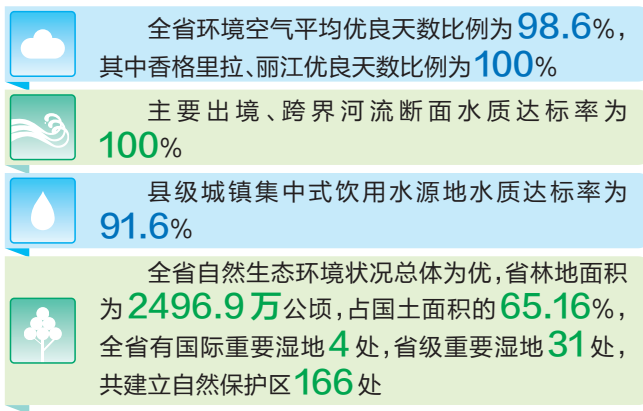 全省环境空气平均优良天数比例为98.6%，
其中香格里拉、丽江优良天数比例为100%
主要出境、跨界河流断面水质达标率为
100%
县级城镇集中式饮用水源地水质达标率为
91.6%
全省自然生态环境状况总体为优，省林地面积
为2496.9万公顷，占国土面积的65.16%，
全省有国际重要湿地4处，省级重要湿地31处，
共建立自然保护区166处